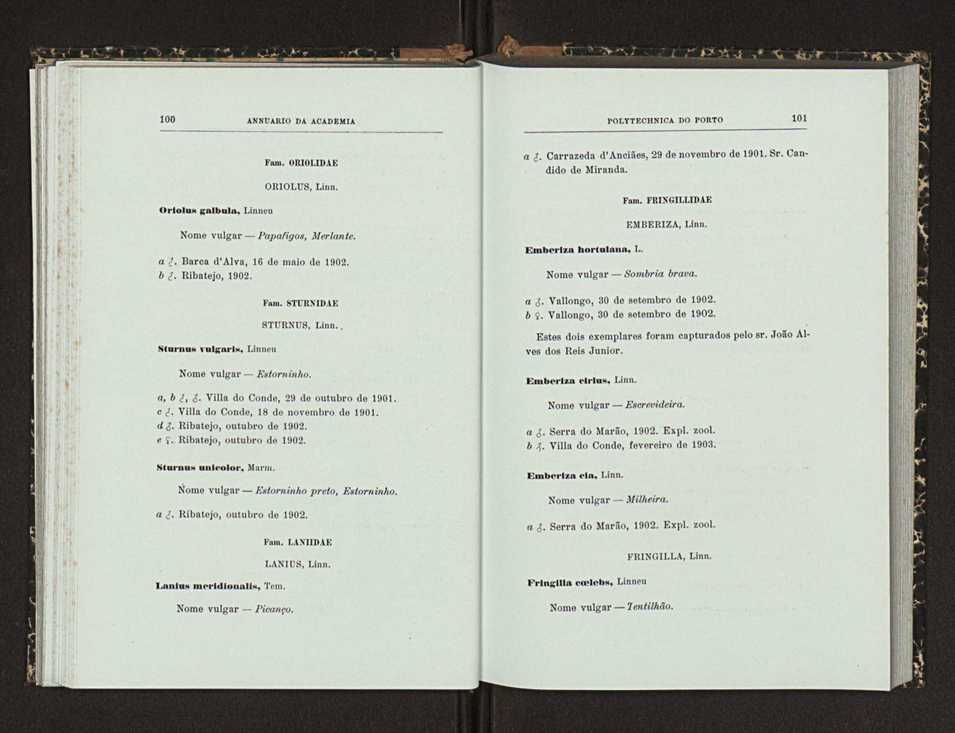 100
ANNUARIO DA ACADEMIA
Fam. ORIOLIDAE
ORIOLUS, Linn.
Oriolus galbula, Linneu
Nome vulgar — Papafigos, Merlante.
a ♂. Barca d'Alva, 16 de maio de 1902.
b ♂. Ribatejo, 1902.
Fam. STURNIDAE
STURNUS, Linn.
Sturnus vulgaris, Linneu
Nome vulgar — Estorninho.
a, b ♂, ♂. Villa do Conde, 29 de outubro de 1901.
c ♂. Villa do Conde, 18 de novembro de 1901.
d ♂. Ribatejo, outubro de 1902.
e ♀. Ribatejo, outubro de 1902.
Sturnus unicolor, Marm.
Nome vulgar — Estorninho preto, Estorninho.
a ♂. Ribatejo, outubro de 1902.
Fam. LANIIDAE
LANIUS, Linn.
Lanius meridionalis, Tem.
Nome vulgar — Picanço.
POLYTECHNICA DO PORTO
101
a ♂. Carrazeda d'Anciães, 29 de novembro de 1901. Sr. Can-
dido de Miranda.
Fam. FRINGILLIDAE
EMBERIZA, Linn.
Emberiza hortulana, L.
Nome vulgar — Sombria brava.
a ♂. Vallongo, 30 de setembro de 1902.
b ♀. Vallongo, 30 de setembro de 1902.
Estes dois exemplares foram capturados pelo sr. João Al-
ves dos Reis Junior.
Emberiza cirlus, Linn.
Nome vulgar — Escrevideira.
a ♂. Serra do Marão, 1902. Expl. zool.
b ♂. Villa do Conde, fevereiro de 1903.
Emberiza cia, Linn.
Nome vulgar — Milheira.
a ♂. Serra do Marão, 1902. Expl. zool.
FRINGILLA, Linn.
Fringilla cœlebs, Linneu
Nome vulgar — Tentilhão.